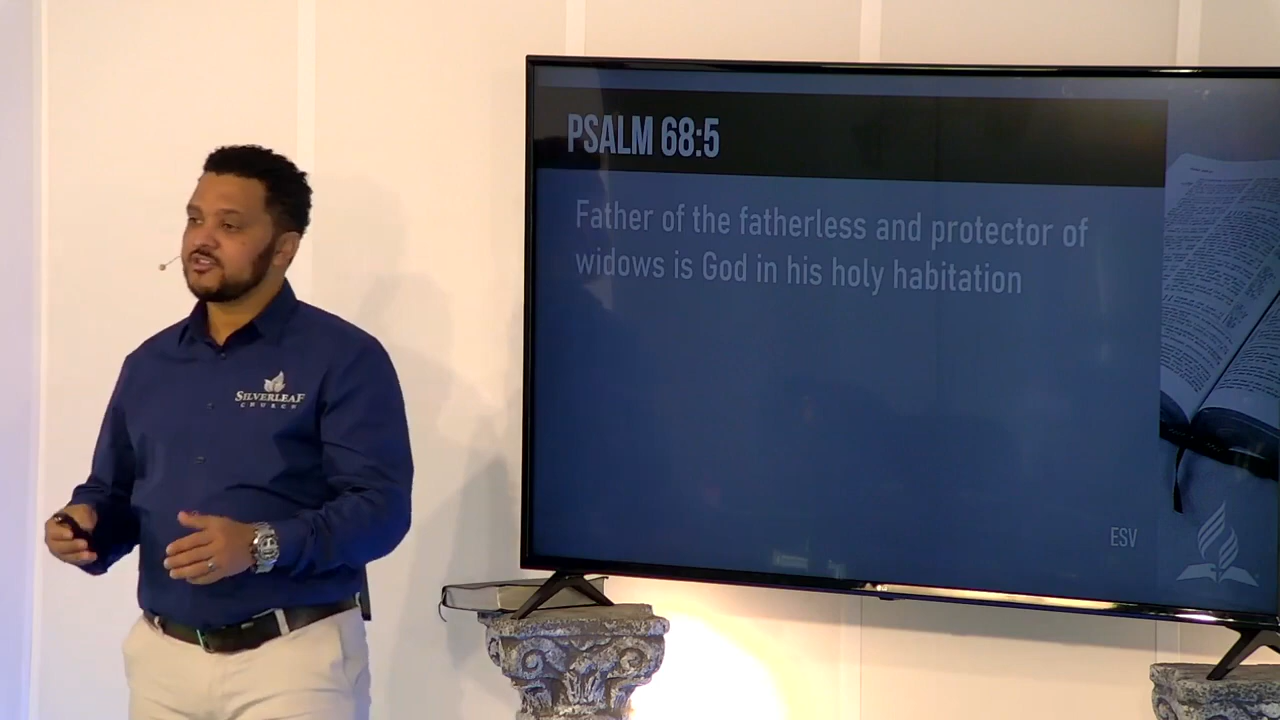 PSALM 68:5
Father of the fatherless and protector of
widows is God in his holy habitation
ESV
SILVERLEAF
CHURCH